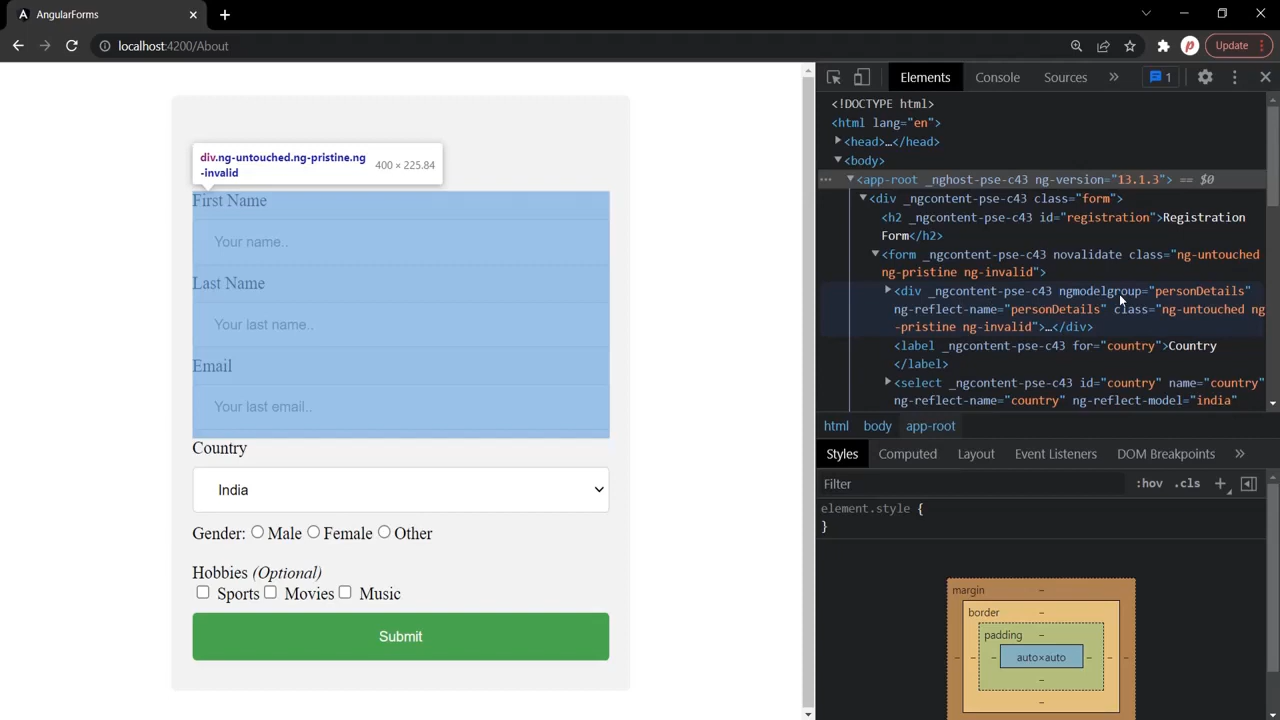 AngularForms
localhost:4200/About
Update
div.ng-untouched.ng-pristine.ng
-invalid
400 × 225.84
First Name
Your name..
Last Name
Your last name..
Email
Your last email..
Country
India
Gender: Male Female Other
Hobbies (Optional)
Sports Movies Music
Submit
Elements Console Sources » 1
<!DOCTYPE html>
<html lang="en">
<head>…</head>
<body>
… <app-root _nghost-pse-c43 ng-version="13.1.3"> == $0
<div _ngcontent-pse-c43 class="form">
<h2 _ngcontent-pse-c43 id="registration">Registration
Form</h2>
<form _ngcontent-pse-c43 novalidate class="ng-untouched
ng-pristine ng-invalid">
<div _ngcontent-pse-c43 ngmodelgroup="personDetails"
ng-reflect-name="personDetails" class="ng-untouched ng
-pristine ng-invalid">…</div>
<label _ngcontent-pse-c43 for="country">Country
</label>
<select _ngcontent-pse-c43 id="country" name="country"
ng-reflect-name="country" ng-reflect-model="india"
html body app-root
Styles Computed Layout Event Listeners DOM Breakpoints »
Filter
:hov .cls +
element.style {
}
margin –
border –
padding –
– – – auto×auto – – –
–
–
–